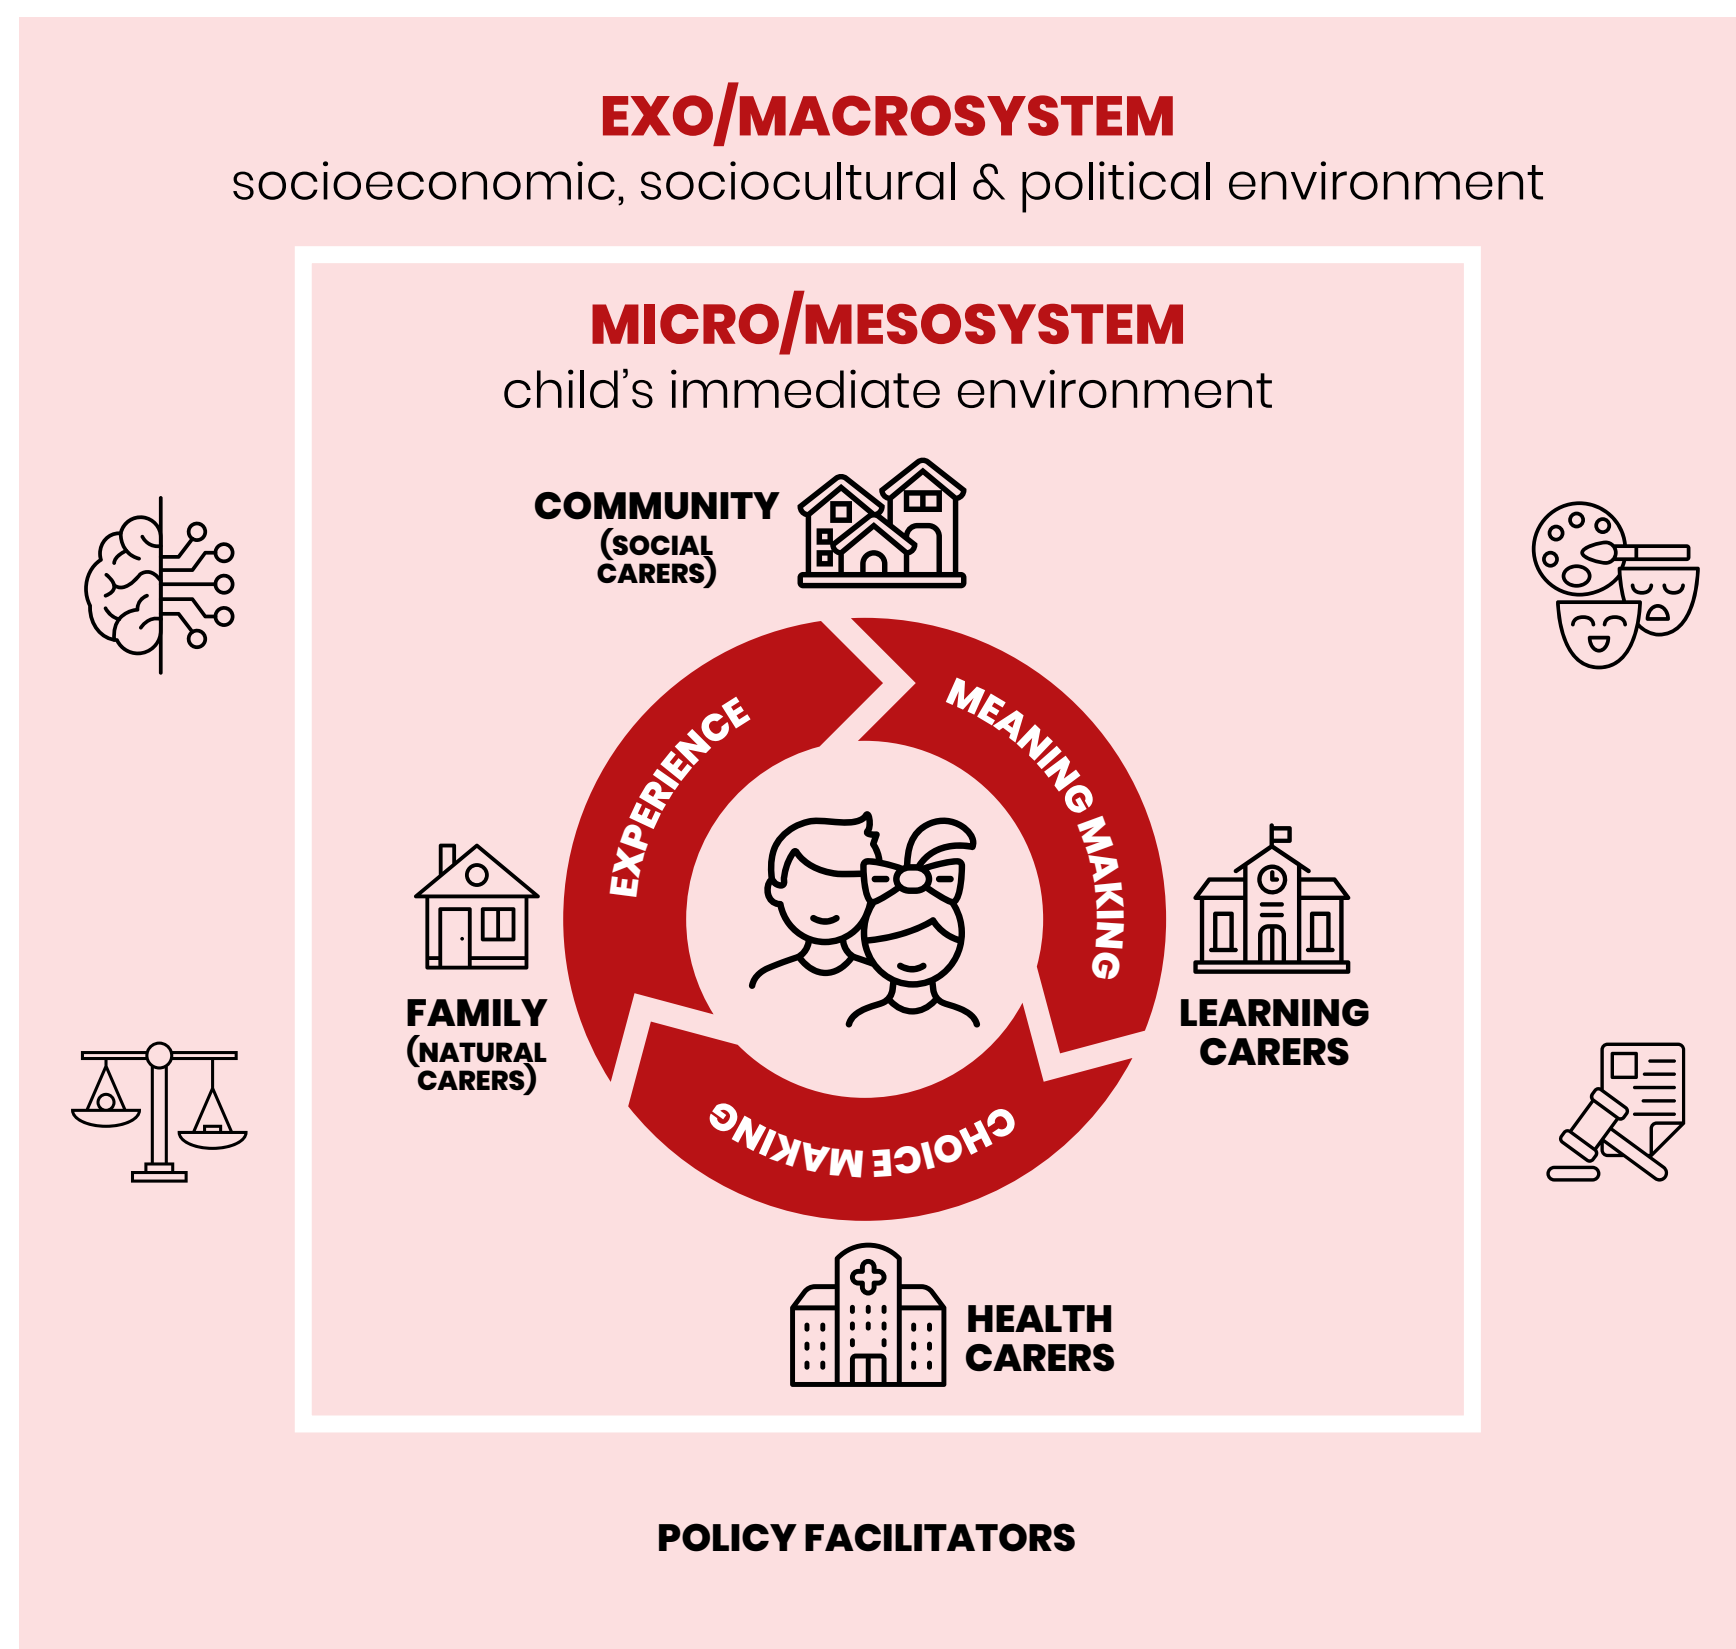 EXO/MACROSYSTEM
socioeconomic, sociocultural & political environment
MICRO/MESOSYSTEM
child’s immediate environment
COMMUNITY
(SOCIAL
CARERS)
EXPERIENCE
MEANING MAKING
CHOICE MAKING
FAMILY
(NATURAL
CARERS)
LEARNING
CARERS
HEALTH
CARERS
POLICY FACILITATORS